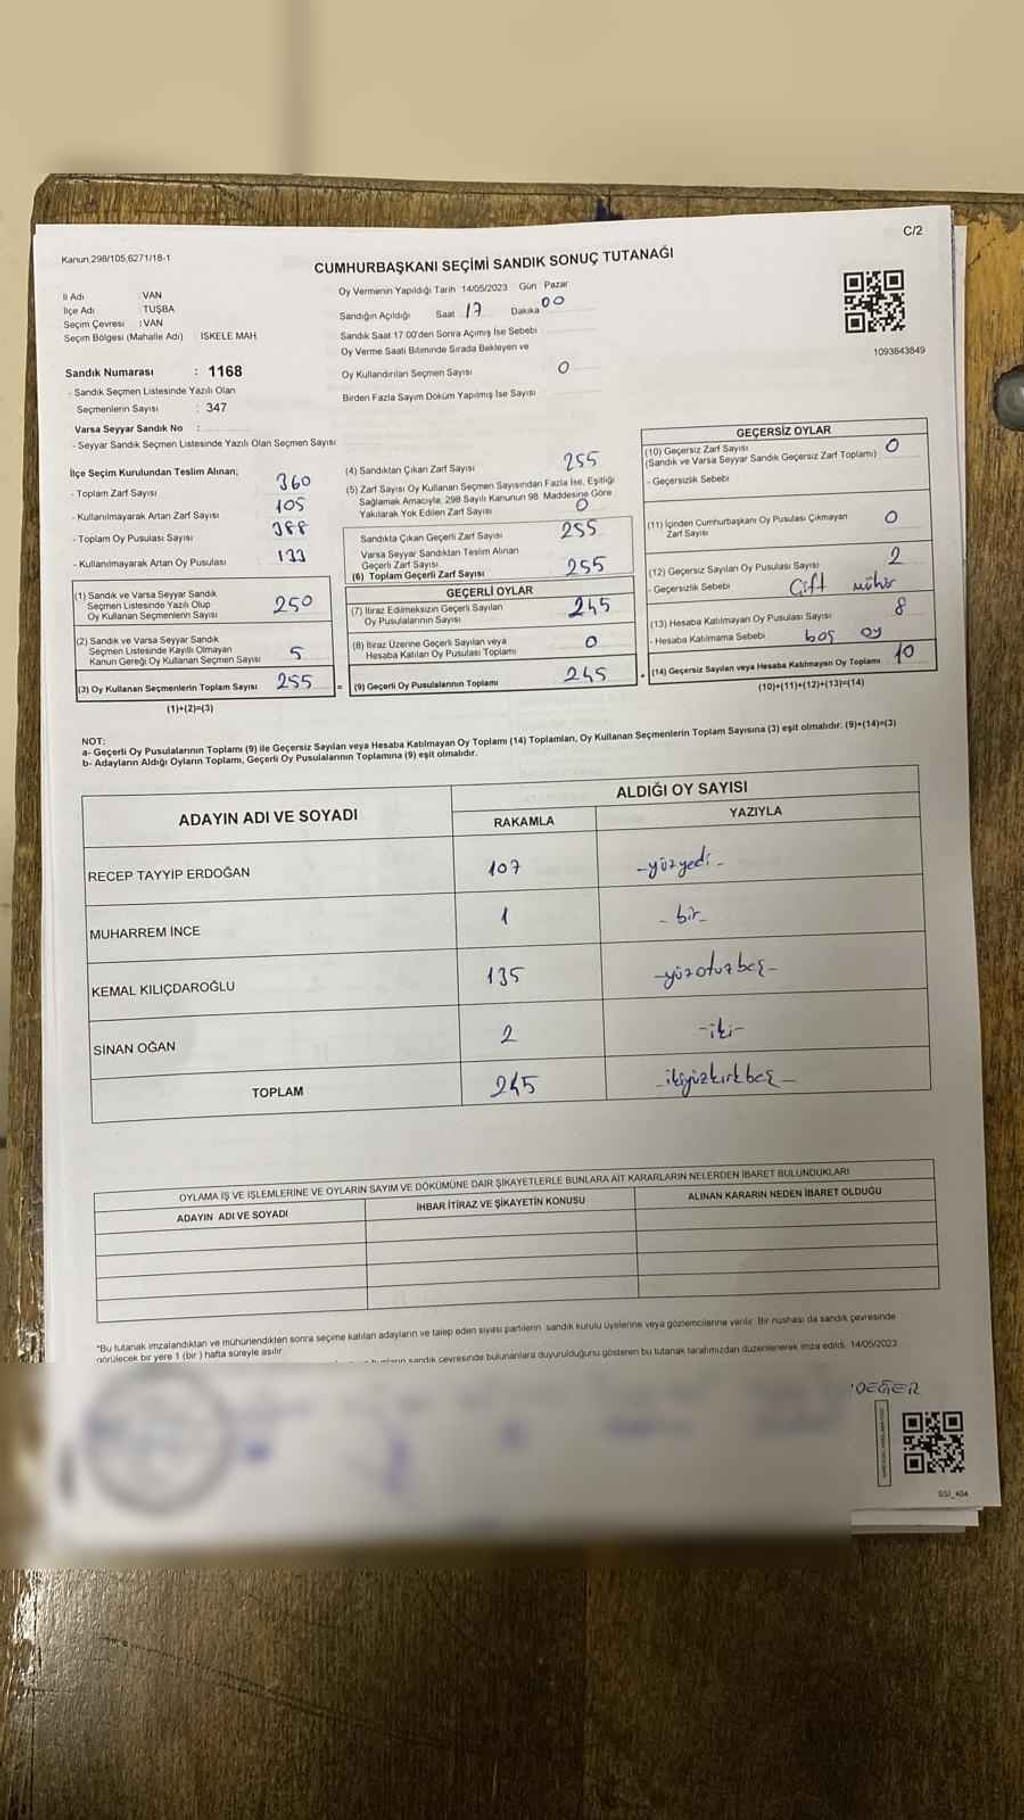 C/2
Kanun,298/105,6271/18-1
CUMHURBAŞKANI SEÇİMİ SANDIK SONUÇ TUTANAĞI
İl Adı : VAN
İlçe Adı : TUŞBA
Seçim Çevresi : VAN
Seçim Bölgesi (Mahalle Adı) İSKELE MAH
Oy Vermenin Yapıldığı Tarih 14/05/2023 Gün Pazar
Sandığın Açıldığı Saat 17 Dakika 00
Sandık Saat 17.00'den Sonra Açımış İse Sebebi
Oy Verme Saati Bitiminde Sırada Bekleyen ve
Oy Kullandırılan Seçmen Sayısı 0
Birden Fazla Sayım Döküm Yapılmış İse Sayısı
1093843849
Sandık Numarası : 1168
- Sandık Seçmen Listesinde Yazılı Olan
Seçmenlerin Sayısı : 347
Varsa Seyyar Sandık No :
- Seyyar Sandık Seçmen Listesinde Yazılı Olan Seçmen Sayısı
İlçe Seçim Kurulundan Teslim Alınan;
- Toplam Zarf Sayısı 360
- Kullanılmayarak Artan Zarf Sayısı 105
- Toplam Oy Pusulası Sayısı 388
- Kullanılmayarak Artan Oy Pusulası 133
(1) Sandık ve Varsa Seyyar Sandık
Seçmen Listesinde Yazılı Olup
Oy Kullanan Seçmenlerin Sayısı 250
(2) Sandık ve Varsa Seyyar Sandık
Seçmen Listesinde Kayıtlı Olmayan
Kanun Gereği Oy Kullanan Seçmen Sayısı 5
(3) Oy Kullanan Seçmenlerin Toplam Sayısı 255
(1)+(2)=(3)
(4) Sandıktan Çıkan Zarf Sayısı 255
(5) Zarf Sayısı Oy Kullanan Seçmen Sayısından Fazla İse, Eşitliği
Sağlamak Amacıyla, 298 Sayılı Kanunun 98. Maddesine Göre
Yakılarak Yok Edilen Zarf Sayısı 0
Sandıkta Çıkan Geçerli Zarf Sayısı 255
Varsa Seyyar Sandıktan Teslim Alınan
Geçerli Zarf Sayısı
(6) Toplam Geçerli Zarf Sayısı 255
GEÇERLİ OYLAR
(7) İtiraz Edilmeksizin Geçerli Sayılan
Oy Pusulalarının Sayısı 245
(8) İtiraz Üzerine Geçerli Sayılan veya
Hesaba Katılan Oy Pusulası Toplamı 0
= (9) Geçerli Oy Pusulalarının Toplamı 245
GEÇERSİZ OYLAR
(10) Geçersiz Zarf Sayısı
(Sandık ve Varsa Seyyar Sandık Geçersiz Zarf Toplamı) 0
- Geçersizlik Sebebi
(11) İçinden Cumhurbaşkanı Oy Pusulası Çıkmayan
Zarf Sayısı 0
(12) Geçersiz Sayılan Oy Pusulası Sayısı 2
- Geçersizlik Sebebi Çift mühür
(13) Hesaba Katılmayan Oy Pusulası Sayısı 8
- Hesaba Katılmama Sebebi boş oy
+ (14) Geçersiz Sayılan veya Hesaba Katılmayan Oy Toplamı 10
(10)+(11)+(12)+(13)=(14)
NOT:
a- Geçerli Oy Pusulalarının Toplamı (9) ile Geçersiz Sayılan veya Hesaba Katılmayan Oy Toplamı (14) Toplamları, Oy Kullanan Seçmenlerin Toplam Sayısına (3) eşit olmalıdır. (9)+(14)=(3)
b- Adayların Aldığı Oyların Toplamı, Geçerli Oy Pusulalarının Toplamına (9) eşit olmalıdır.
ADAYIN ADI VE SOYADI
ALDIĞI OY SAYISI
RAKAMLA YAZIYLA
RECEP TAYYİP ERDOĞAN 107 -yüzyedi-
MUHARREM İNCE 1 -bir-
KEMAL KILIÇDAROĞLU 135 -yüzotuzbeş-
SİNAN OĞAN 2 -iki-
TOPLAM 245 -ikiyüzkırkbeş-
OYLAMA İŞ VE İŞLEMLERİNE VE OYLARIN SAYIM VE DÖKÜMÜNE DAİR ŞİKAYETLERLE BUNLARA AİT KARARLARIN NELERDEN İBARET BULUNDUKLARI
ADAYIN ADI VE SOYADI İHBAR İTİRAZ VE ŞİKAYETİN KONUSU ALINAN KARARIN NEDEN İBARET OLDUĞU
*Bu tutanak imzalandıktan ve mühürlendikten sonra seçime katılan adayların ve talep eden siyasi partilerin sandık kurulu üyelerine veya gözlemcilerine verilir. Bir nushası da sandık çevresinde
görülecek bir yere 1 (bir ) hafta süreyle asılır
sandık çevresinde bulunanlara duyurulduğunu gösteren bu tutanak tarafımızdan düzenlenerek imza edildi. 14/05/2023
DEĞER